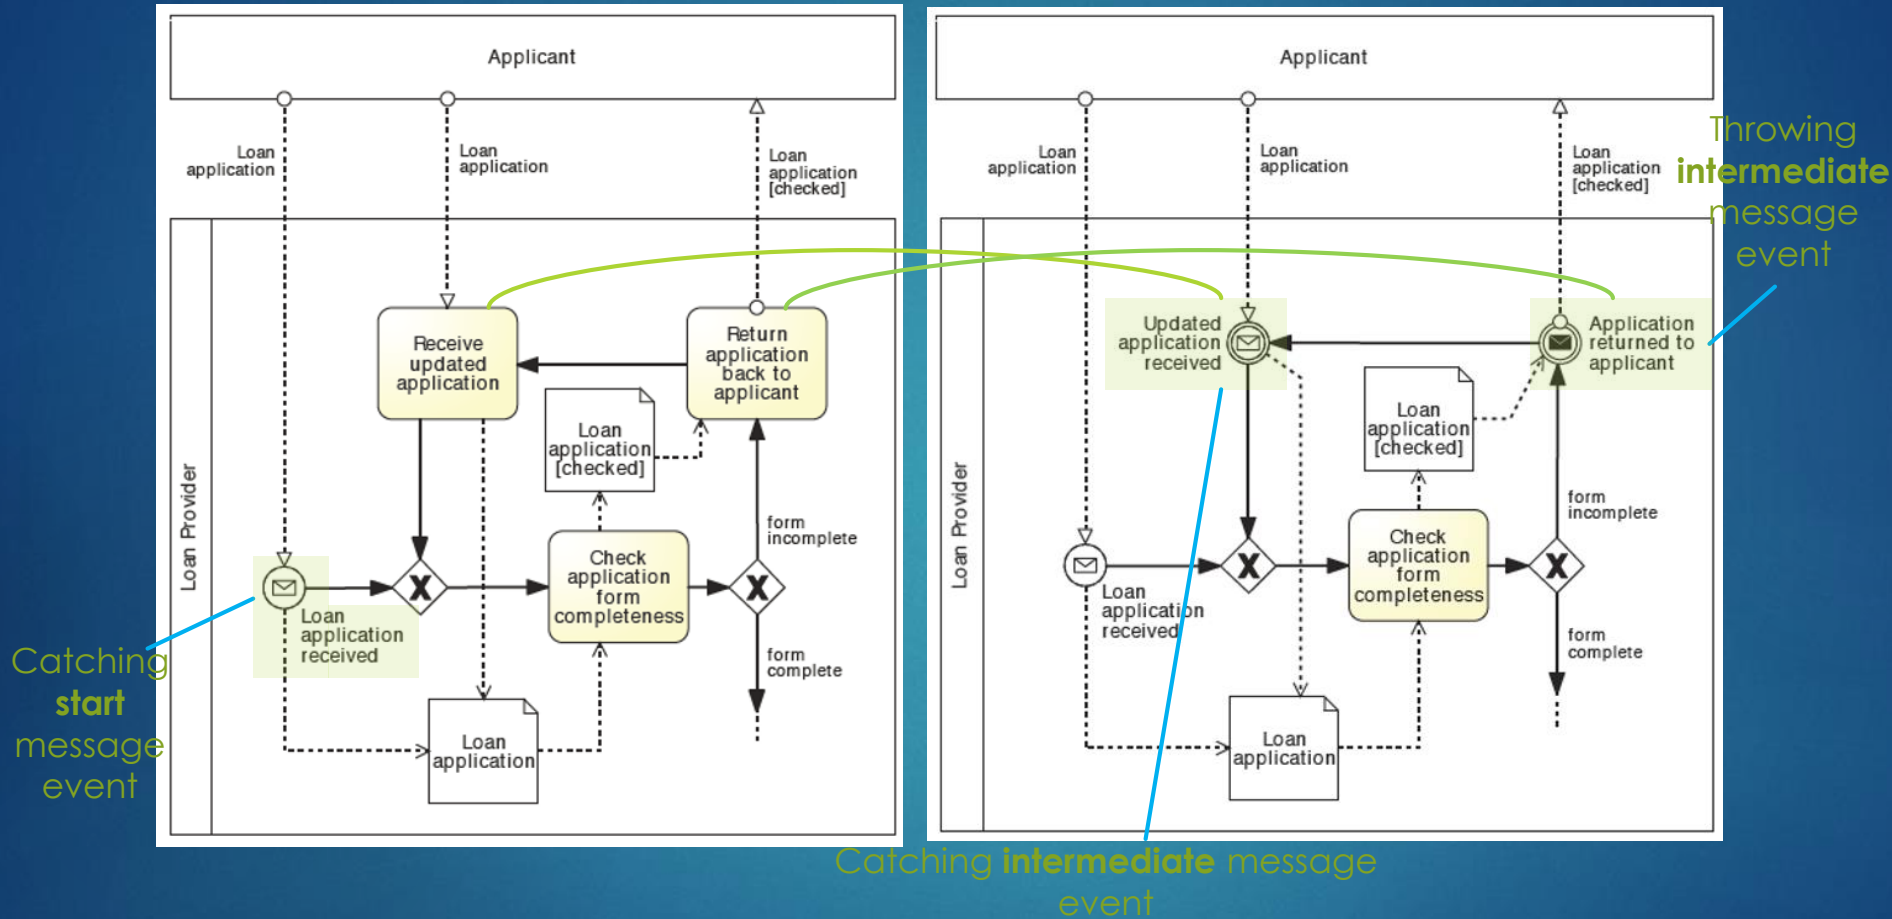 Applicant
Loan
application
Loan
application
Loan
application
[checked]
Loan Provider
Receive
updated
application
Return
application
back to
applicant
Loan
application
[checked]
form
incomplete
Check
application
form
completeness
Loan
application
received
form
complete
Loan
application
Catching
start
message
event
Applicant
Loan
application
Loan
application
Loan
application
[checked]
Throwing
intermediate
message
event
Loan Provider
Updated
application
received
Application
returned to
applicant
Loan
application
[checked]
form
incomplete
Check
application
form
completeness
Loan
application
received
form
complete
Loan
application
Catching intermediate message
event